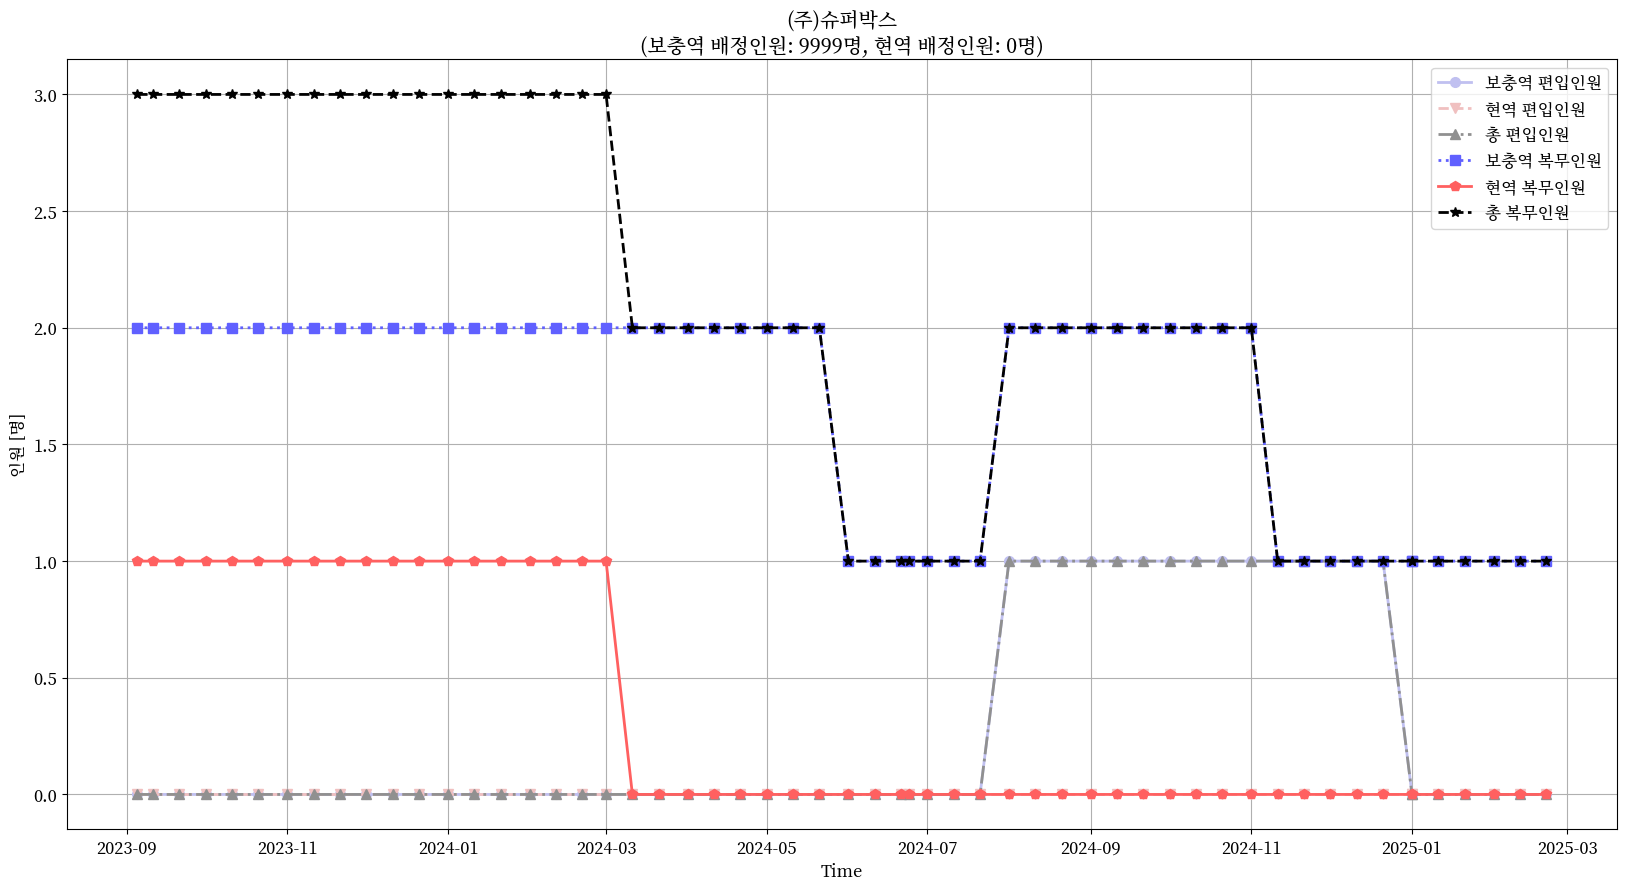 (주)슈퍼박스
(보충역 배정인원: 9999명, 현역 배정인원: 0명)
보충역 편입인원
현역 편입인원
총 편입인원
보충역 복무인원
현역 복무인원
총 복무인원
인원 [명]
3.0
2.5
2.0
1.5
1.0
0.5
0.0
2023-09
2023-11
2024-01
2024-03
2024-05
2024-07
2024-09
2024-11
2025-01
2025-03
Time